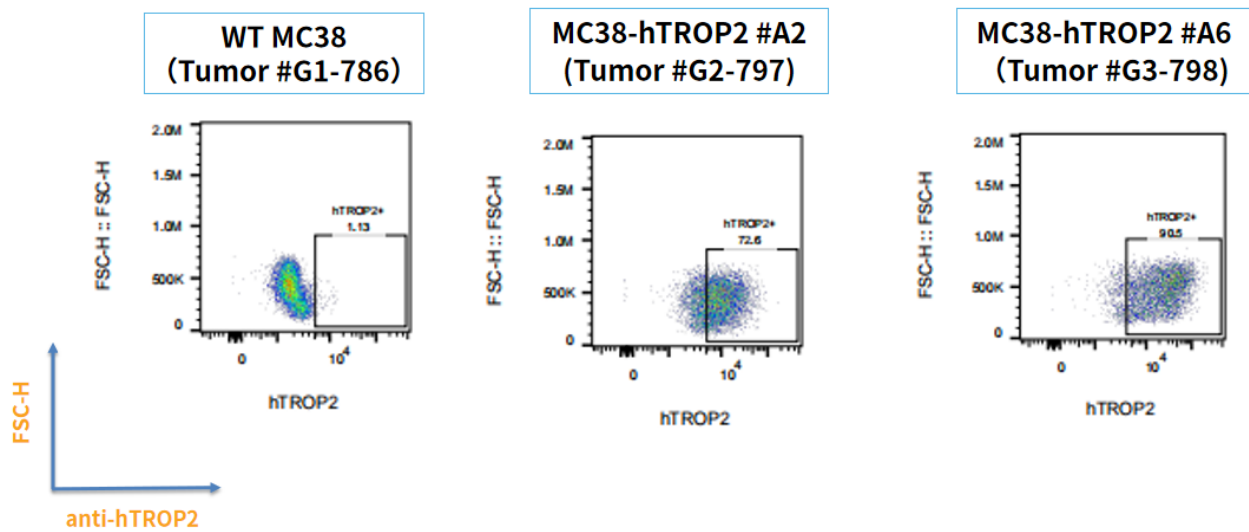 WT MC38
（Tumor #G1-786）
MC38-hTROP2 #A2
(Tumor #G2-797)
MC38-hTROP2 #A6
（Tumor #G3-798)
FSC-H :: FSC-H
2.0M
1.5M
1.0M
500K
0
hTROP2+
1.13
0
10⁴
hTROP2
FSC-H :: FSC-H
2.0M
1.5M
1.0M
500K
0
hTROP2+
72.6
0
10⁴
hTROP2
FSC-H :: FSC-H
2.0M
1.5M
1.0M
500K
0
hTROP2+
90.5
0
10⁴
hTROP2
FSC-H
anti-hTROP2